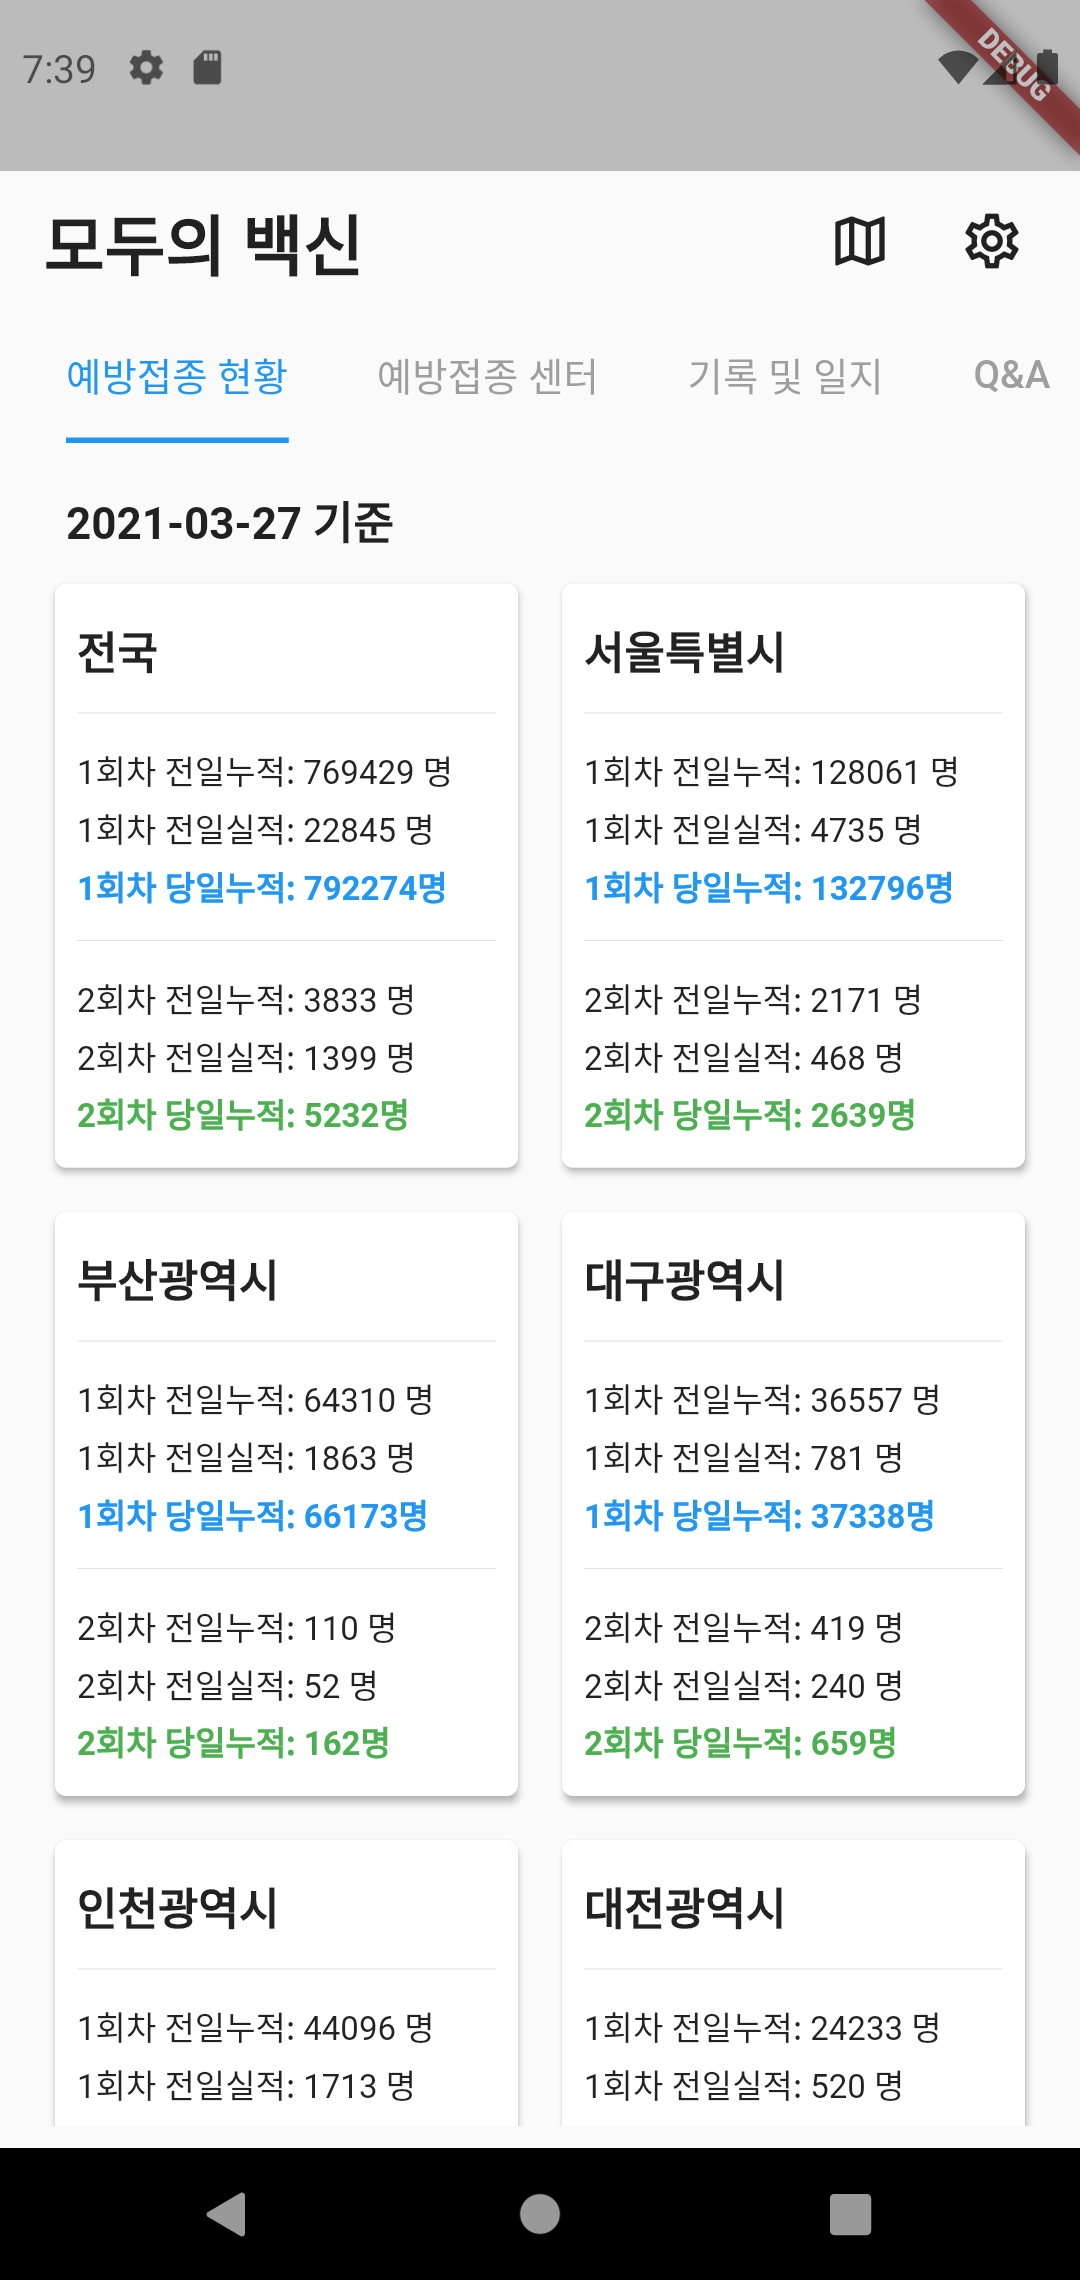 7:39
DEBUG
모두의 백신
예방접종 현황 예방접종 센터 기록 및 일지 Q&A
2021-03-27 기준
전국
1회차 전일누적: 769429 명
1회차 전일실적: 22845 명
1회차 당일누적: 792274명
2회차 전일누적: 3833 명
2회차 전일실적: 1399 명
2회차 당일누적: 5232명
서울특별시
1회차 전일누적: 128061 명
1회차 전일실적: 4735 명
1회차 당일누적: 132796명
2회차 전일누적: 2171 명
2회차 전일실적: 468 명
2회차 당일누적: 2639명
부산광역시
1회차 전일누적: 64310 명
1회차 전일실적: 1863 명
1회차 당일누적: 66173명
2회차 전일누적: 110 명
2회차 전일실적: 52 명
2회차 당일누적: 162명
대구광역시
1회차 전일누적: 36557 명
1회차 전일실적: 781 명
1회차 당일누적: 37338명
2회차 전일누적: 419 명
2회차 전일실적: 240 명
2회차 당일누적: 659명
인천광역시
1회차 전일누적: 44096 명
1회차 전일실적: 1713 명
대전광역시
1회차 전일누적: 24233 명
1회차 전일실적: 520 명